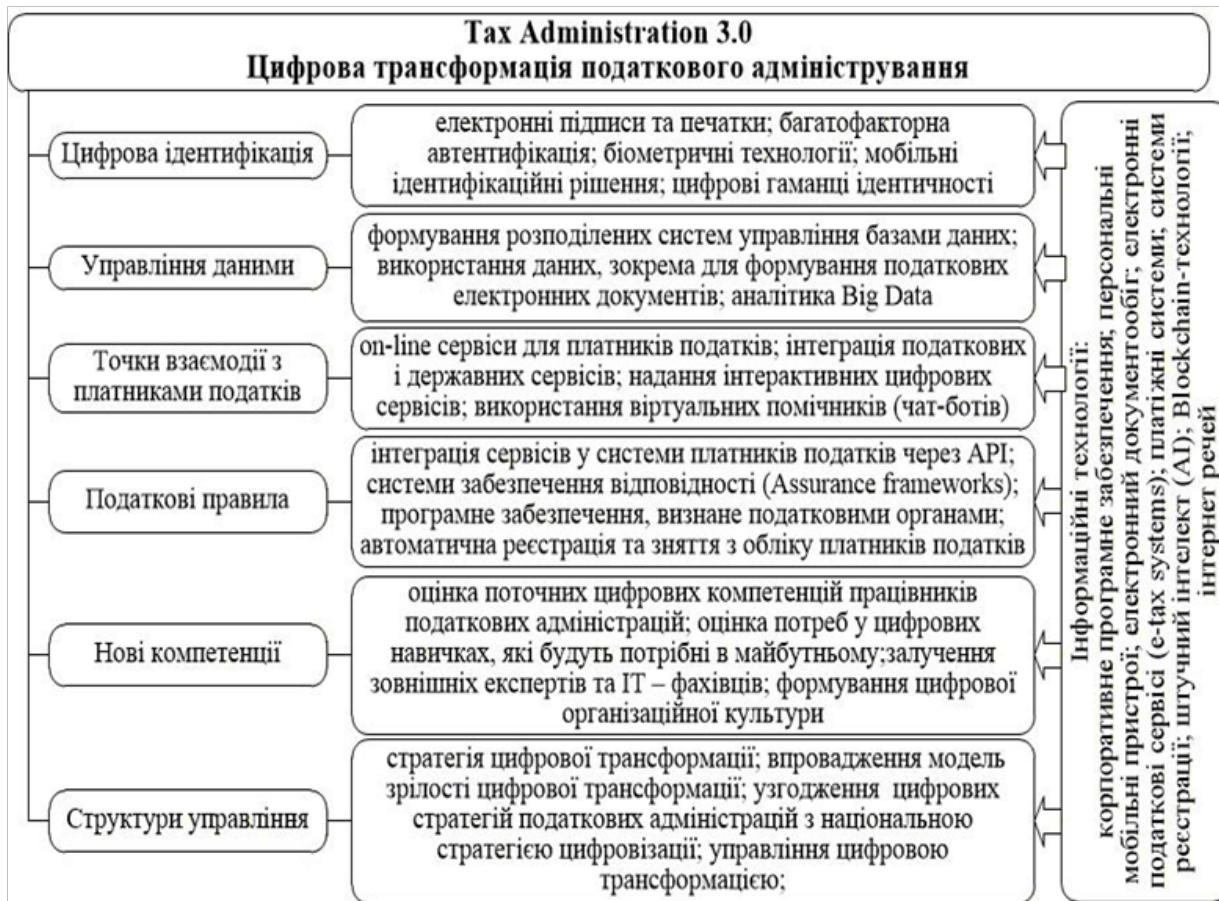 Tax Administration 3.0
Цифрова трансформація податкового адміністрування
Цифрова ідентифікація
електронні підписи та печатки; багатофакторна
автентифікація; біометричні технології; мобільні
ідентифікаційні рішення; цифрові гаманці ідентичності
Управління даними
формування розподілених систем управління базами даних;
використання даних, зокрема для формування податкових
електронних документів; аналітика Big Data
Точки взаємодії з
платниками податків
on-line сервіси для платників податків; інтеграція податкових
і державних сервісів; надання інтерактивних цифрових
сервісів; використання віртуальних помічників (чат-ботів)
Податкові правила
інтеграція сервісів у системи платників податків через API;
системи забезпечення відповідності (Assurance frameworks);
програмне забезпечення, визнане податковими органами;
автоматична реєстрація та зняття з обліку платників податків
Нові компетенції
оцінка поточних цифрових компетенцій працівників
податкових адміністрацій; оцінка потреб у цифрових
навичках, які будуть потрібні в майбутньому;залучення
зовнішніх експертів та ІТ – фахівців; формування цифрової
організаційної культури
Структури управління
стратегія цифрової трансформації; впровадження модель
зрілості цифрової трансформації; узгодження цифрових
стратегій податкових адміністрацій з національною
стратегією цифровізації; управління цифровою
трансформацією;
Інформаційні технології:
корпоративне програмне забезпечення; персональні
мобільні пристрої; електронний документообіг; електронні
податкові сервісі (e-tax systems); платіжні системи; системи
реєстрації; штучний інтелект (AI); Blockchain-технології;
інтернет речей